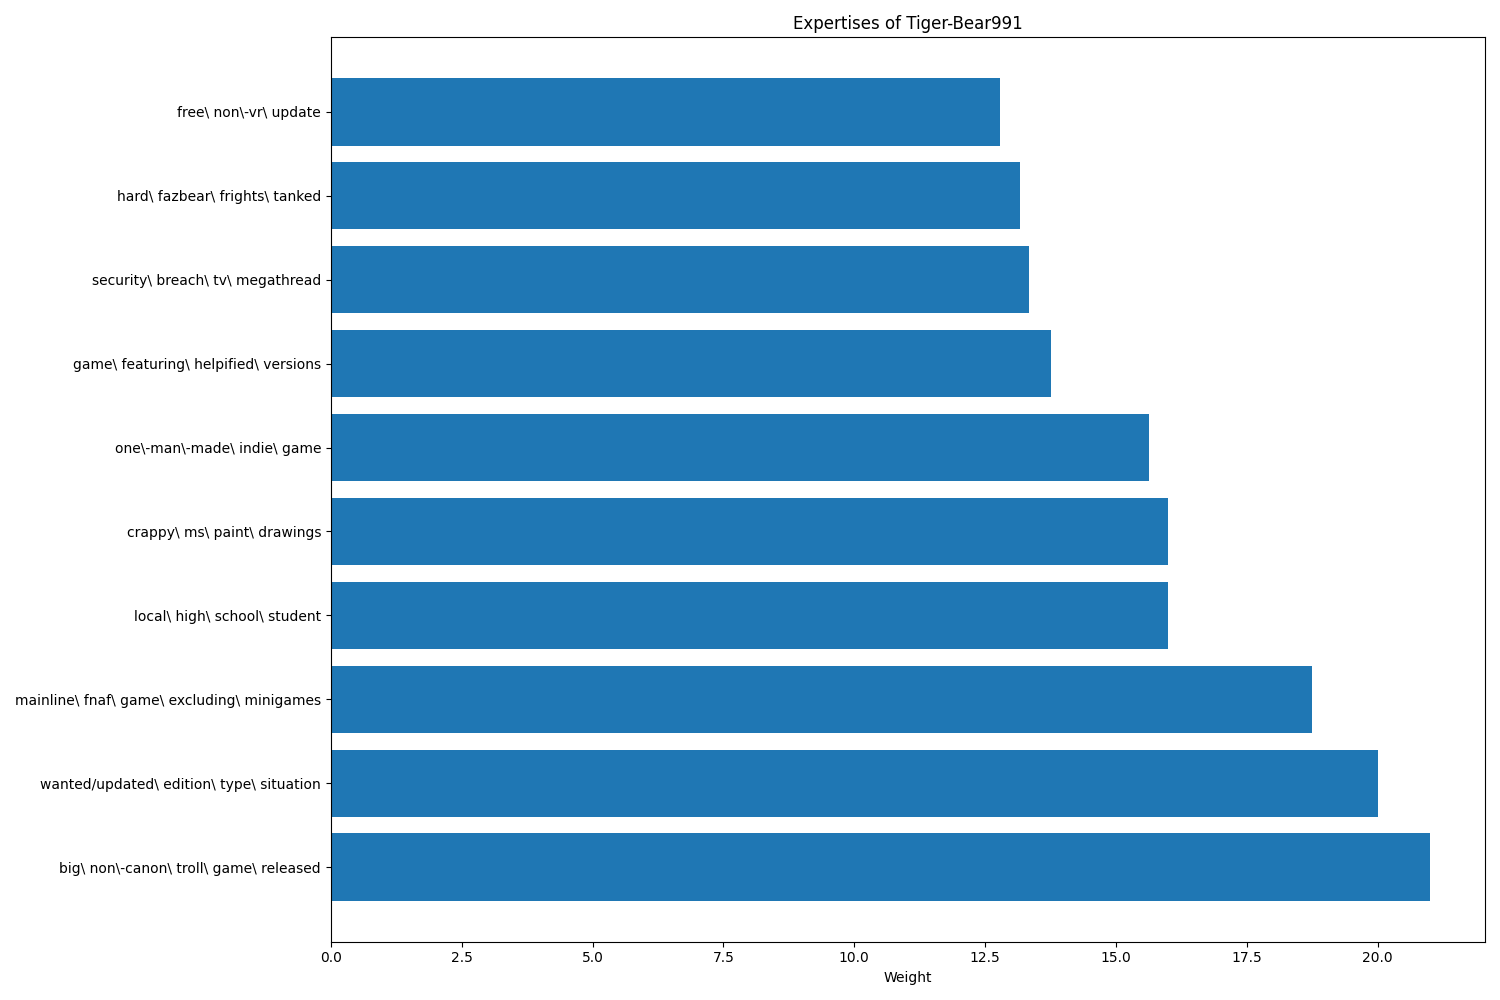 Expertises of Tiger-Bear991
free\ non\-vr\ update
hard\ fazbear\ frights\ tanked
security\ breach\ tv\ megathread
game\ featuring\ helpified\ versions
one\-man\-made\ indie\ game
crappy\ ms\ paint\ drawings
local\ high\ school\ student
mainline\ fnaf\ game\ excluding\ minigames
wanted/updated\ edition\ type\ situation
big\ non\-canon\ troll\ game\ released
0.0 2.5 5.0 7.5 10.0 12.5 15.0 17.5 20.0
Weight